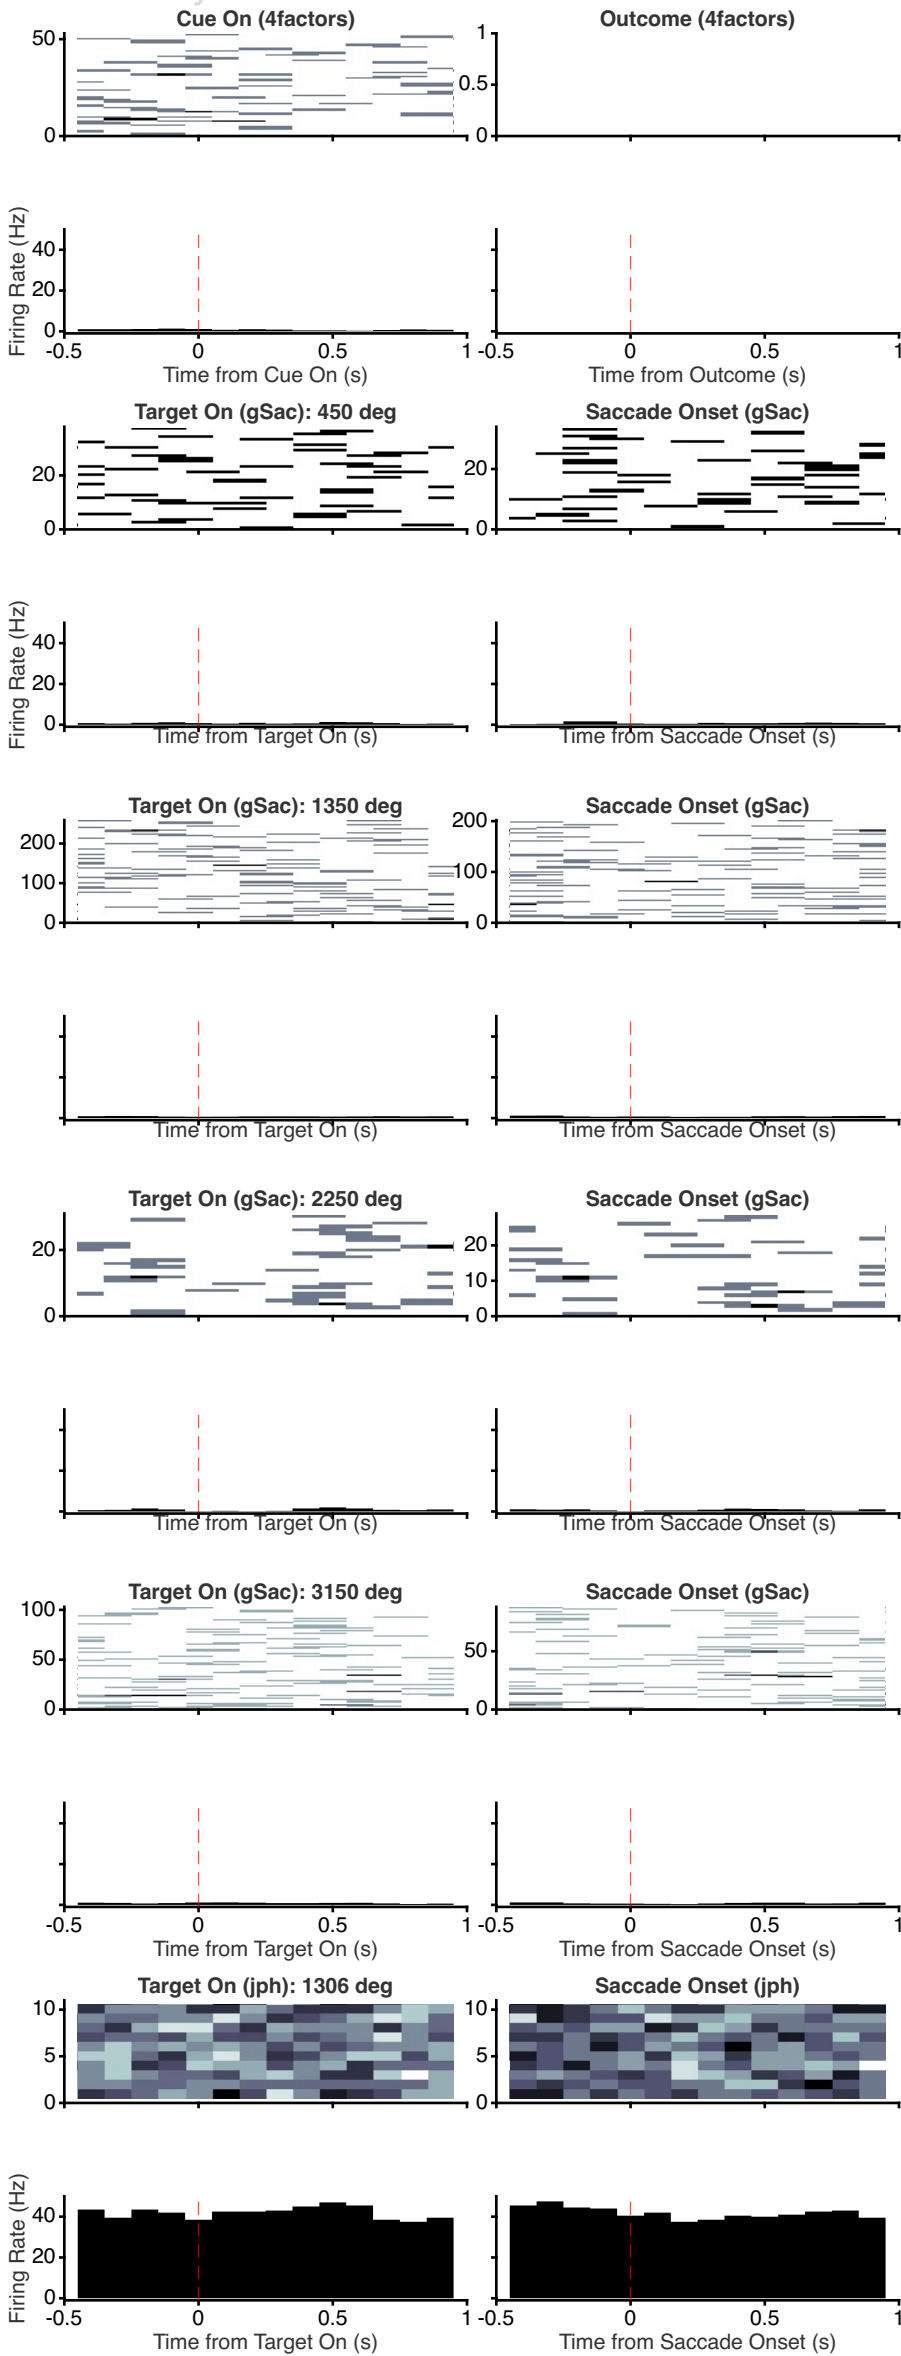 Cue On (4factors) Outcome (4factors)
50 1
0.5
0 0
Firing Rate (Hz)
40
20
0
-0.5 0 0.5 1 -0.5 0 0.5 1
Time from Cue On (s) Time from Outcome (s)
Target On (gSac): 450 deg Saccade Onset (gSac)
20 20
0 0
Firing Rate (Hz)
40
20
0
Time from Target On (s) Time from Saccade Onset (s)
Target On (gSac): 1350 deg Saccade Onset (gSac)
200 200
100 100
0 0
Time from Target On (s) Time from Saccade Onset (s)
Target On (gSac): 2250 deg Saccade Onset (gSac)
20 20
10
0 0
Time from Target On (s) Time from Saccade Onset (s)
Target On (gSac): 3150 deg Saccade Onset (gSac)
100
50 50
0 0
-0.5 0 0.5 1 -0.5 0 0.5 1
Time from Target On (s) Time from Saccade Onset (s)
Target On (jph): 1306 deg Saccade Onset (jph)
10 10
5 5
0 0
Firing Rate (Hz)
40 40
20 20
0 0
-0.5 0 0.5 1 -0.5 0 0.5 1
Time from Target On (s) Time from Saccade Onset (s)